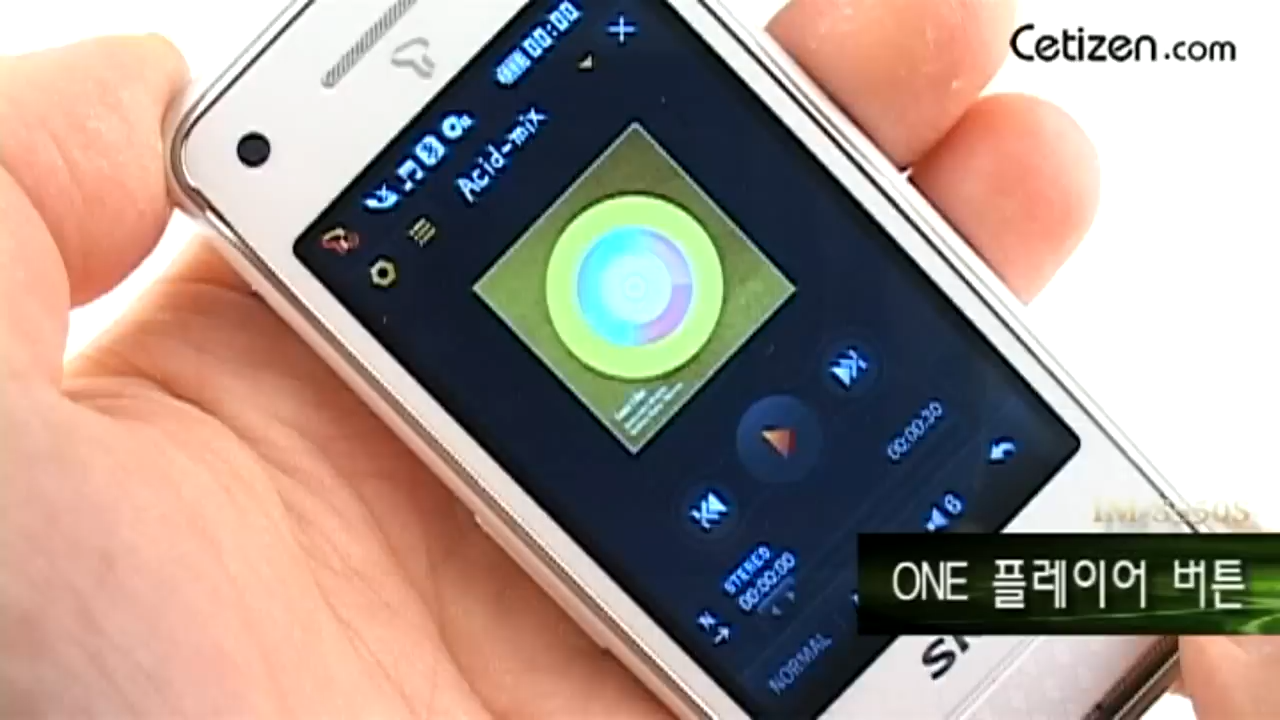 Cetizen.com
00:00
Acid-mix
00:00:30
6
STEREO
00:00:00
N
NORMAL
ONE 플레이어 버튼